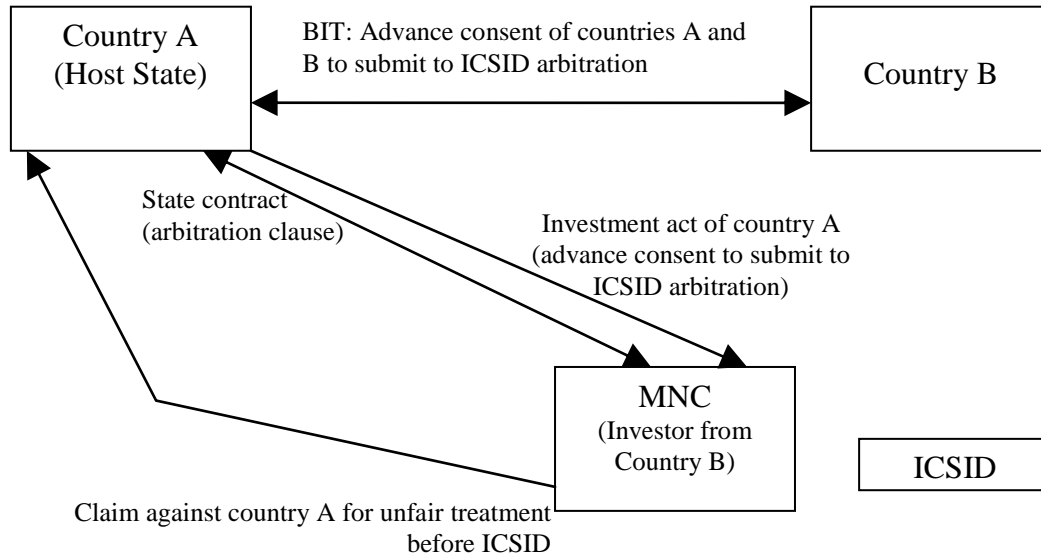 Country A
(Host State)
BIT: Advance consent of countries A and
B to submit to ICSID arbitration
Country B
State contract
(arbitration clause)
Investment act of country A
(advance consent to submit to
ICSID arbitration)
MNC
(Investor from
Country B)
ICSID
Claim against country A for unfair treatment
before ICSID